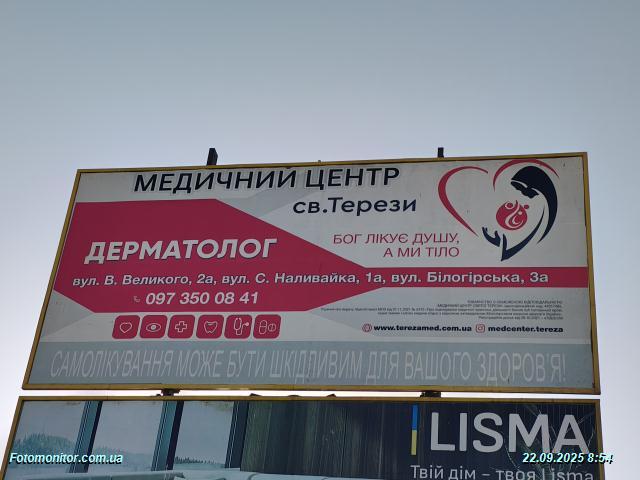 МЕДИЧНИЙ ЦЕНТР
св.Терези
БОГ ЛІКУЄ ДУШУ,
А МИ ТІЛО
ДЕРМАТОЛОГ
вул. В. Великого, 2а, вул. С. Наливайка, 1а, вул. Білогірська, 3а
097 350 08 41
www.terezamed.com.ua medcenter.tereza
САМОЛІКУВАННЯ МОЖЕ БУТИ ШКІДЛИВИМ ДЛЯ ВАШОГО ЗДОРОВ'Я!
LISMA
Твій дім - твоя Lisma
Fotomonitor.com.ua
22.09.2025 8:54